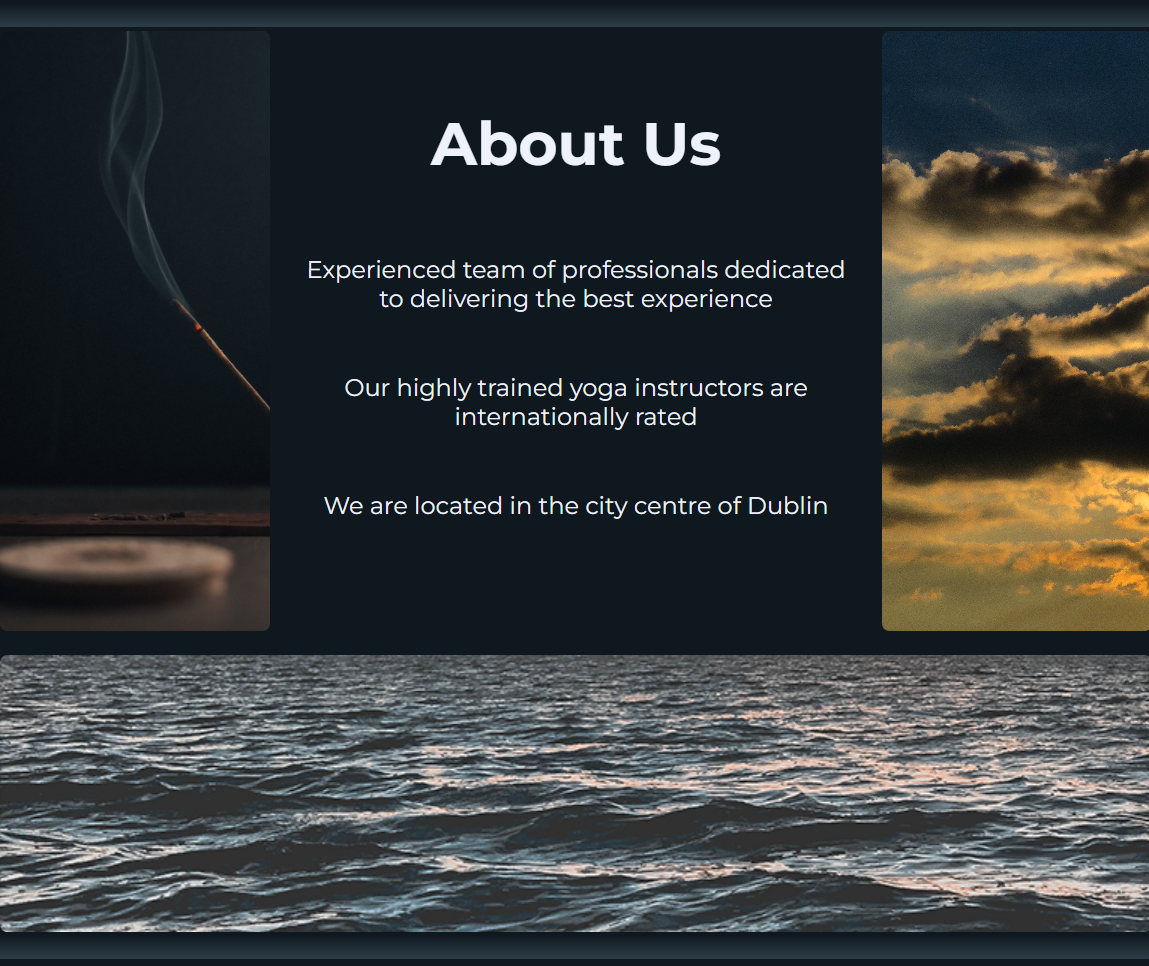 About Us
Experienced team of professionals dedicated
to delivering the best experience
Our highly trained yoga instructors are
internationally rated
We are located in the city centre of Dublin